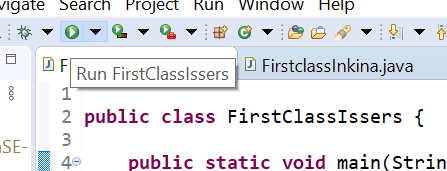 vigate Search Project Run Window Help
F
FirstclassInkina.java
Run FirstClassIssers
1
2 public class FirstClassIssers {
3
4 public static void main(Strin
SE-